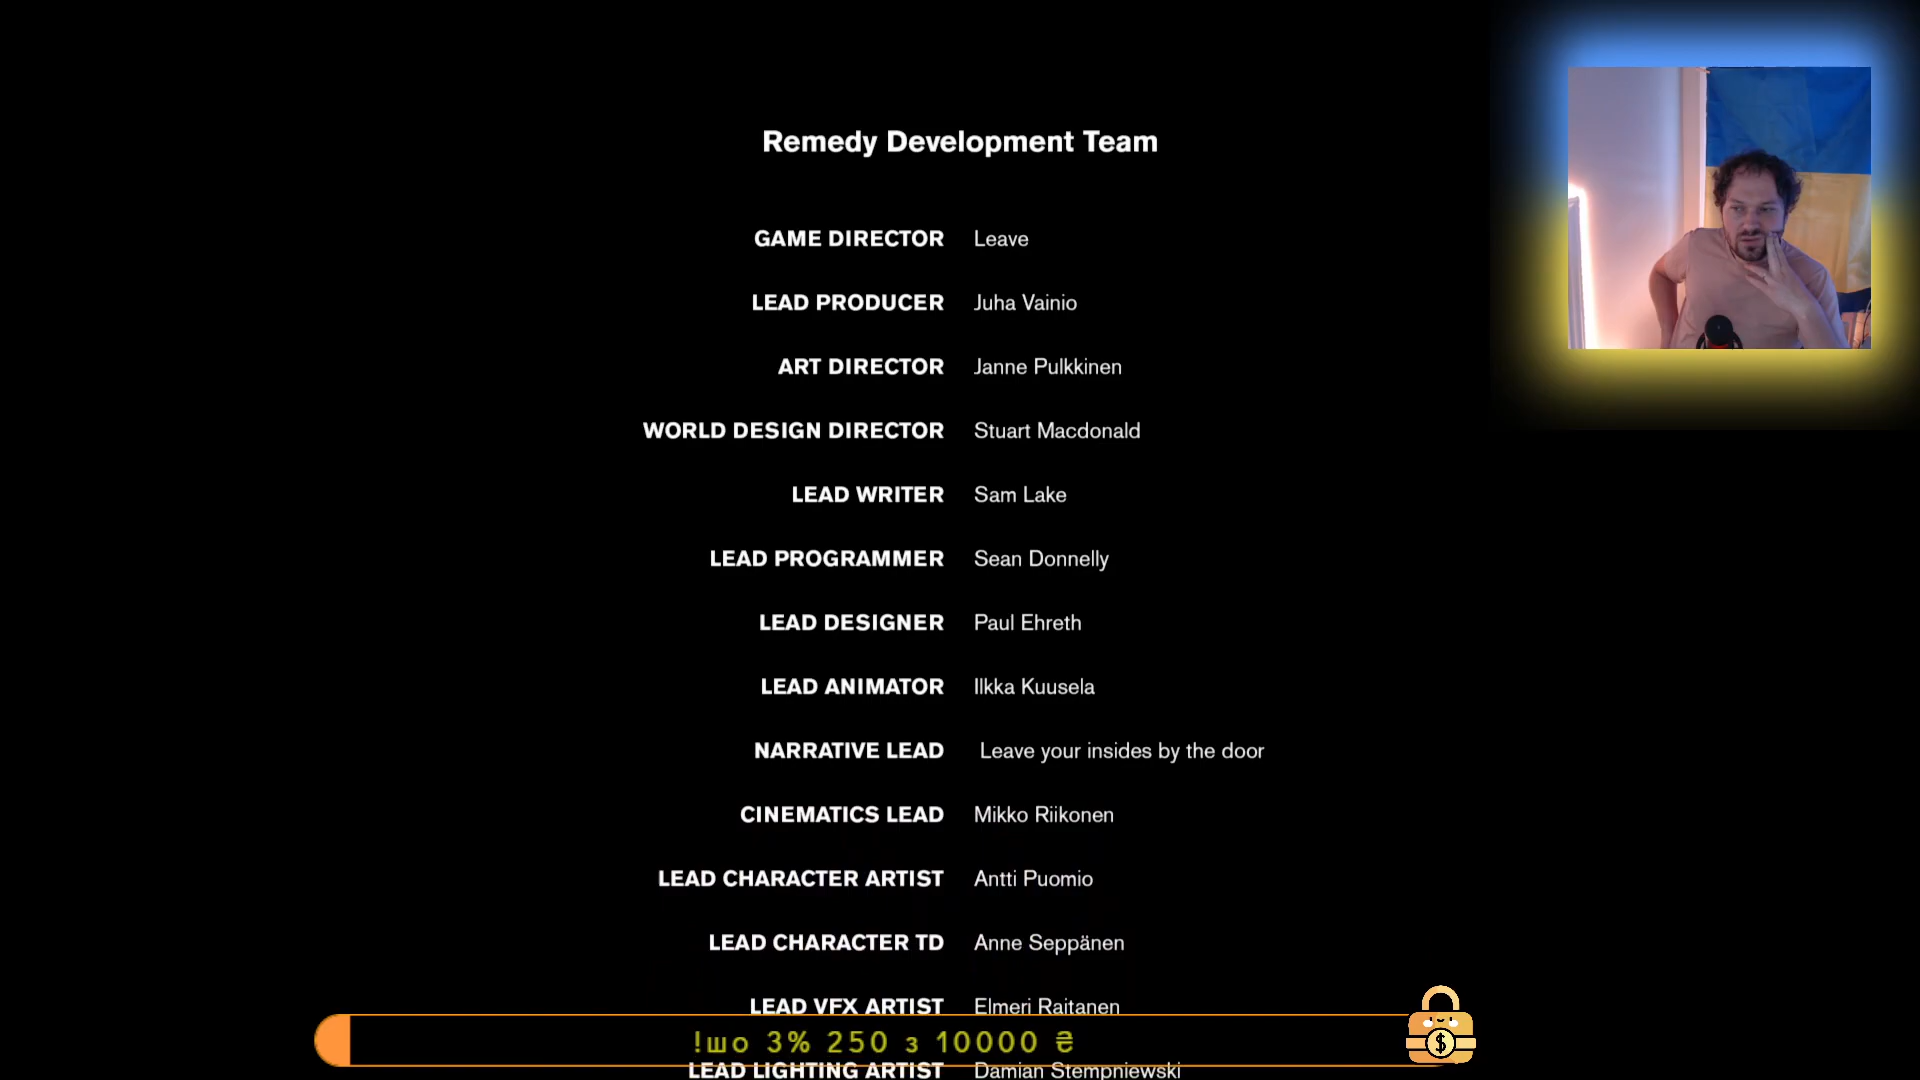 Remedy Development Team
GAME DIRECTOR Leave
LEAD PRODUCER Juha Vainio
ART DIRECTOR Janne Pulkkinen
WORLD DESIGN DIRECTOR Stuart Macdonald
LEAD WRITER Sam Lake
LEAD PROGRAMMER Sean Donnelly
LEAD DESIGNER Paul Ehreth
LEAD ANIMATOR Ilkka Kuusela
NARRATIVE LEAD Leave your insides by the door
CINEMATICS LEAD Mikko Riikonen
LEAD CHARACTER ARTIST Antti Puomio
LEAD CHARACTER TD Anne Seppänen
LEAD VFX ARTIST Elmeri Raitanen
!шо 3% 250 з 10000 ₴
$
LEAD LIGHTING ARTIST Damian Stempniewski